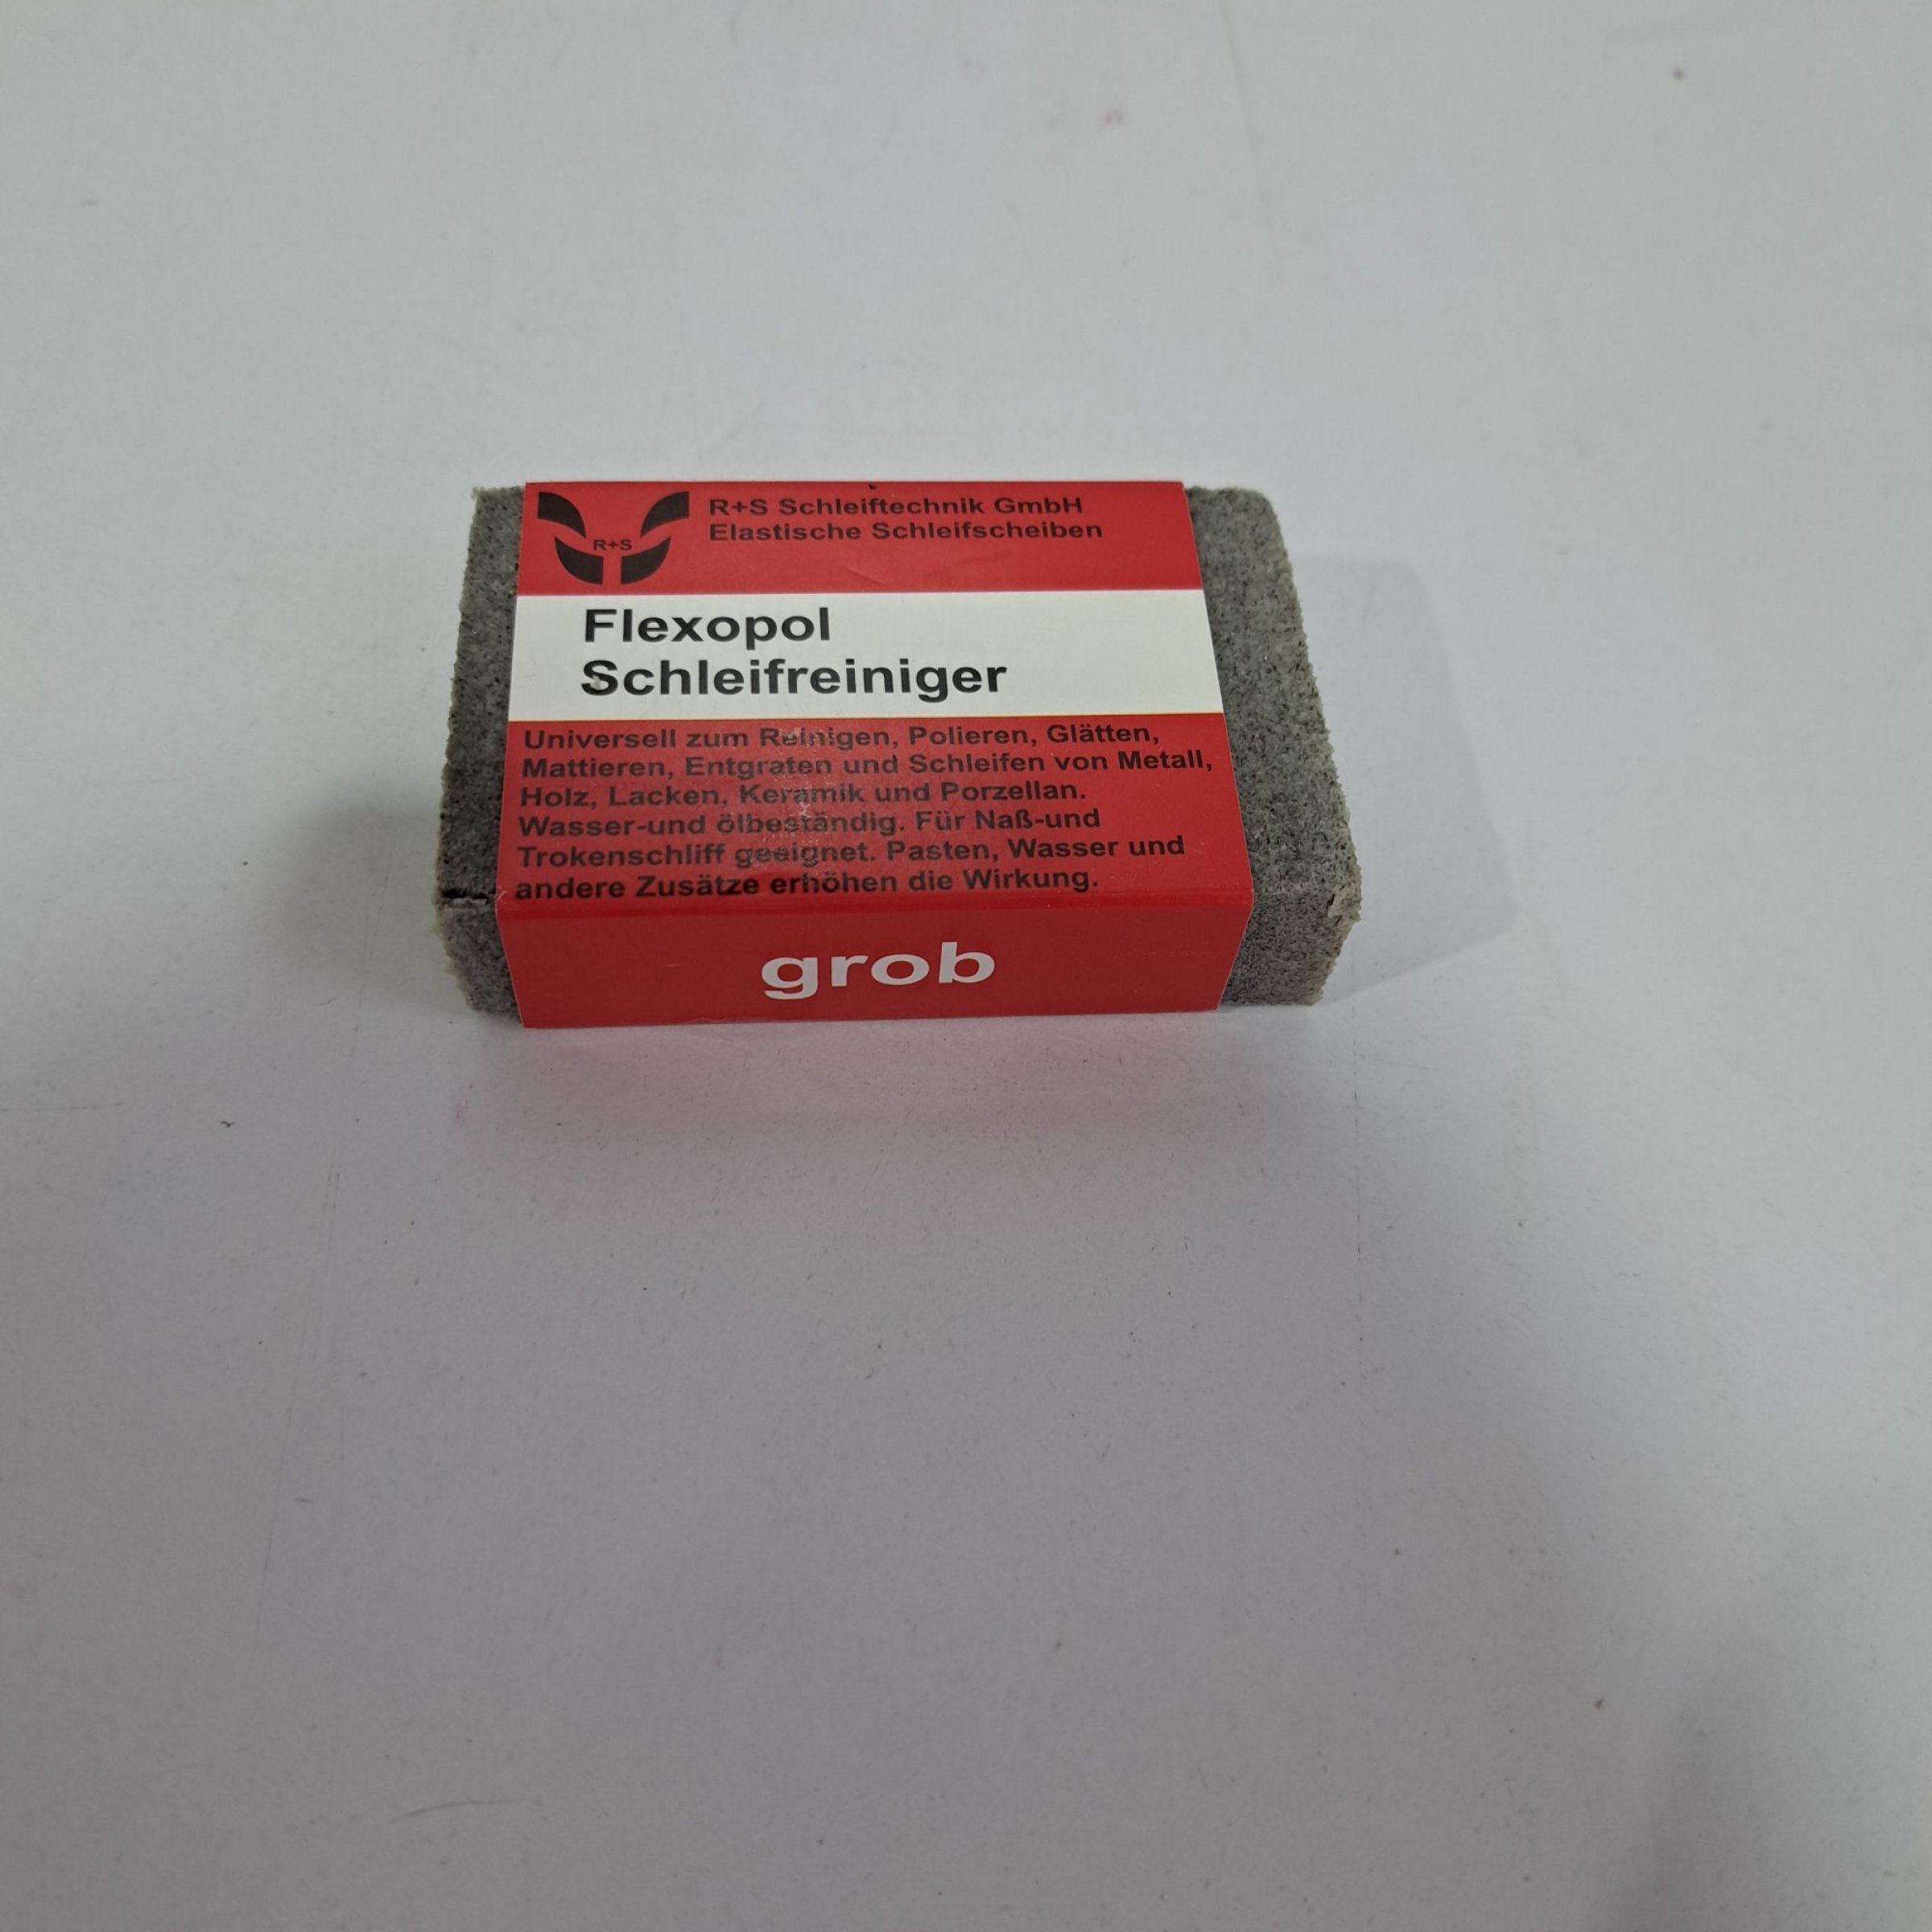 R+S Schleiftechnik GmbH
Elastische Schleifscheiben
R+S
Flexopol
Schleifreiniger
Universell zum Reinigen, Polieren, Glätten,
Mattieren, Entgraten und Schleifen von Metall,
Holz, Lacken, Keramik und Porzellan.
Wasser-und ölbeständig. Für Naß-und
Trokenschliff geeignet. Pasten, Wasser und
andere Zusätze erhöhen die Wirkung.
grob